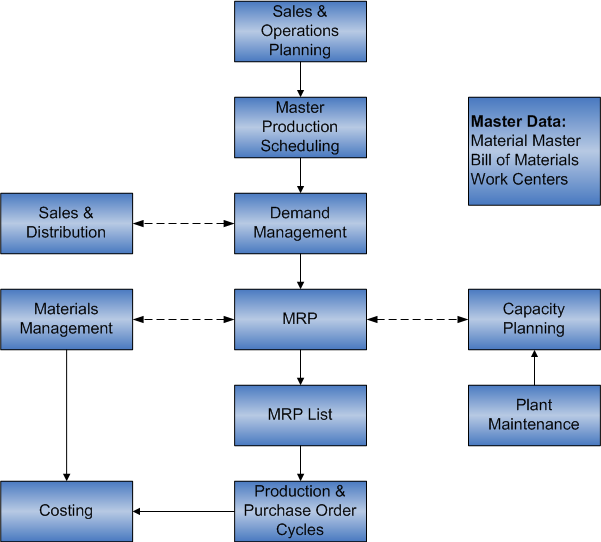 Sales &
Operations
Planning
Master
Production
Scheduling
Master Data:
Material Master
Bill of Materials
Work Centers
Sales &
Distribution
Demand
Management
Materials
Management
MRP
Capacity
Planning
MRP List
Plant
Maintenance
Costing
Production &
Purchase Order
Cycles